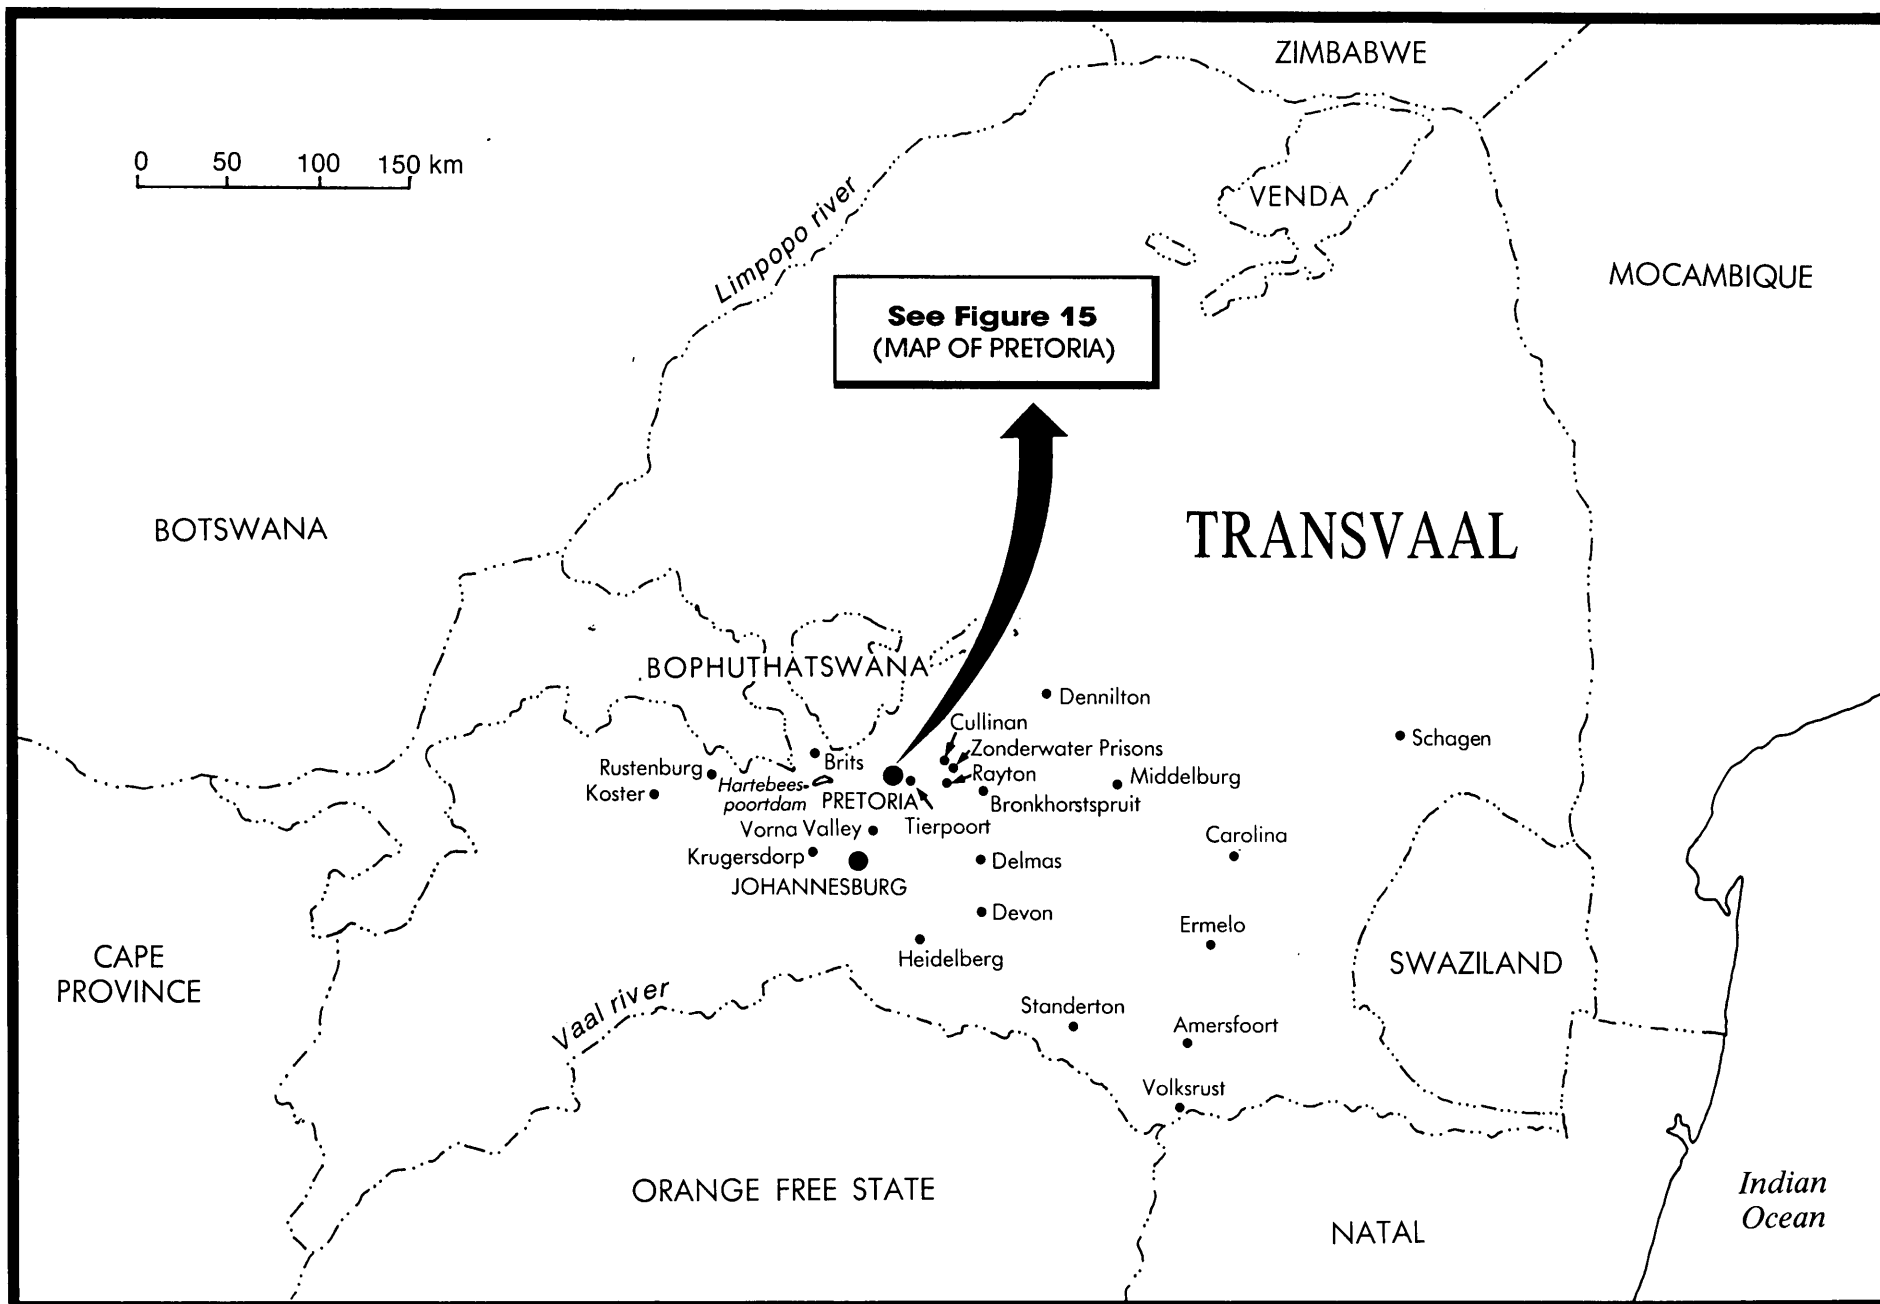 ZIMBABWE
0 50 100 150 km
Limpopo river
VENDA
MOCAMBIQUE
See Figure 15
(MAP OF PRETORIA)
BOTSWANA
TRANSVAAL
BOPHUTHATSWANA
Dennilton
Cullinan
Schagen
Zonderwater Prisons
Brits
Rustenburg
Rayton
Middelburg
Hartebees-
poortdam
Koster
PRETORIA
Bronkhorstspruit
Vorna Valley
Tierpoort
Carolina
Krugersdorp
Delmas
JOHANNESBURG
Devon
Ermelo
Heidelberg
CAPE
PROVINCE
SWAZILAND
Vaal river
Standerton
Amersfoort
Volksrust
ORANGE FREE STATE
Indian
Ocean
NATAL